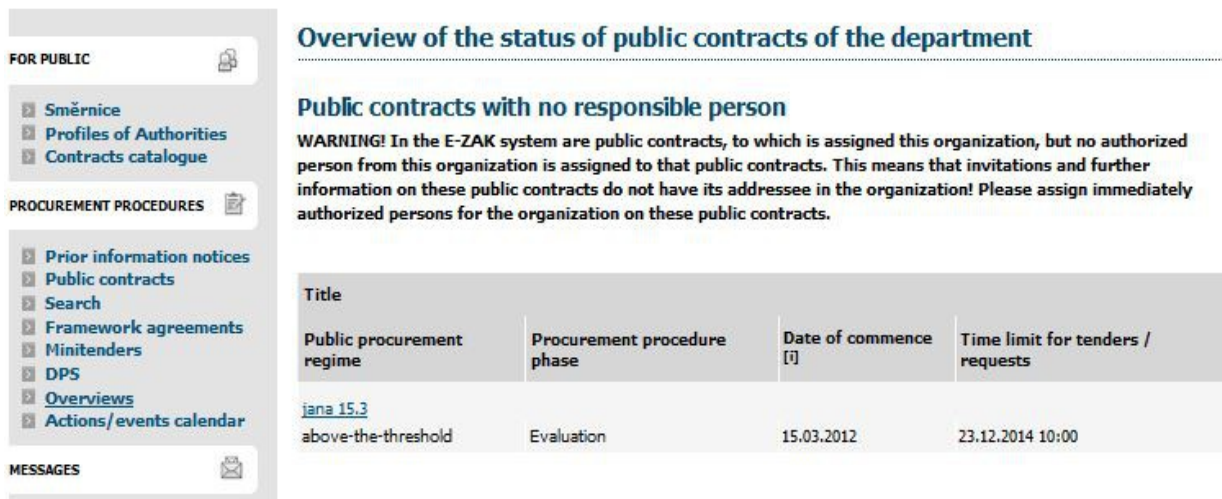 FOR PUBLIC
Směrnice
Profiles of Authorities
Contracts catalogue
PROCUREMENT PROCEDURES
Prior information notices
Public contracts
Search
Framework agreements
Minitenders
DPS
Overviews
Actions/events calendar
MESSAGES
Overview of the status of public contracts of the department
Public contracts with no responsible person
WARNING! In the E-ZAK system are public contracts, to which is assigned this organization, but no authorized
person from this organization is assigned to that public contracts. This means that invitations and further
information on these public contracts do not have its addressee in the organization! Please assign immediately
authorized persons for the organization on these public contracts.
Title
Public procurement regime
Procurement procedure phase
Date of commence [i]
Time limit for tenders / requests
jana 15.3
above-the-threshold
Evaluation
15.03.2012
23.12.2014 10:00